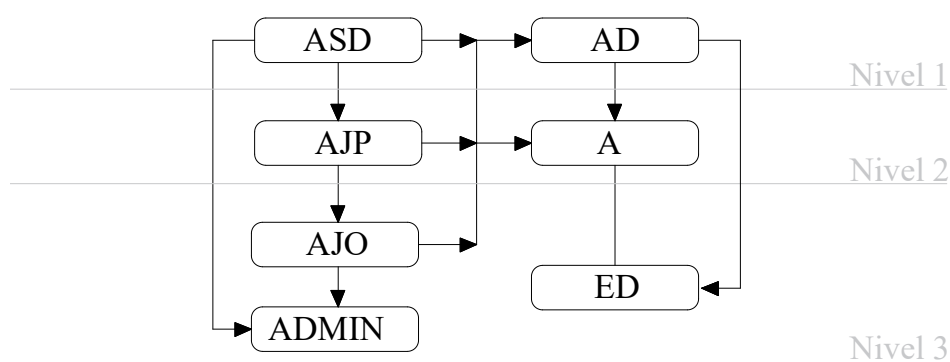 ASD
AD
Nivel 1
AJP
A
Nivel 2
AJO
ED
ADMIN
Nivel 3